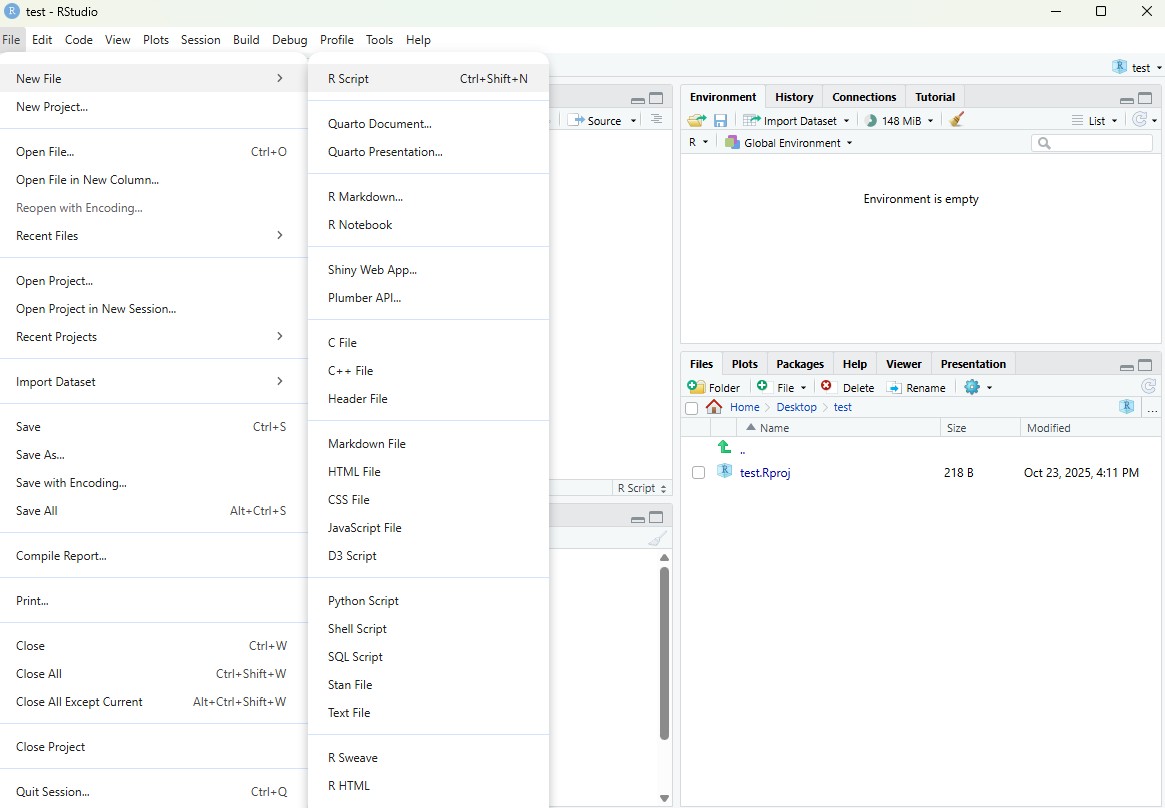 test - RStudio
File Edit Code View Plots Session Build Debug Profile Tools Help
test
New File
New Project...
Open File... Ctrl+O
Open File in New Column...
Reopen with Encoding...
Recent Files
Open Project...
Open Project in New Session...
Recent Projects
Import Dataset
Save Ctrl+S
Save As...
Save with Encoding...
Save All Alt+Ctrl+S
Compile Report...
Print...
Close Ctrl+W
Close All Ctrl+Shift+W
Close All Except Current Alt+Ctrl+Shift+W
Close Project
Quit Session... Ctrl+Q
R Script Ctrl+Shift+N
Quarto Document...
Quarto Presentation...
R Markdown...
R Notebook
Shiny Web App...
Plumber API...
C File
C++ File
Header File
Markdown File
HTML File
CSS File
JavaScript File
D3 Script
Python Script
Shell Script
SQL Script
Stan File
Text File
R Sweave
R HTML
Source
R Script
Environment History Connections Tutorial
Import Dataset 148 MiB List
R Global Environment
Environment is empty
Files Plots Packages Help Viewer Presentation
Folder File Delete Rename
Home Desktop test R ...
Name Size Modified
..
test.Rproj 218 B Oct 23, 2025, 4:11 PM